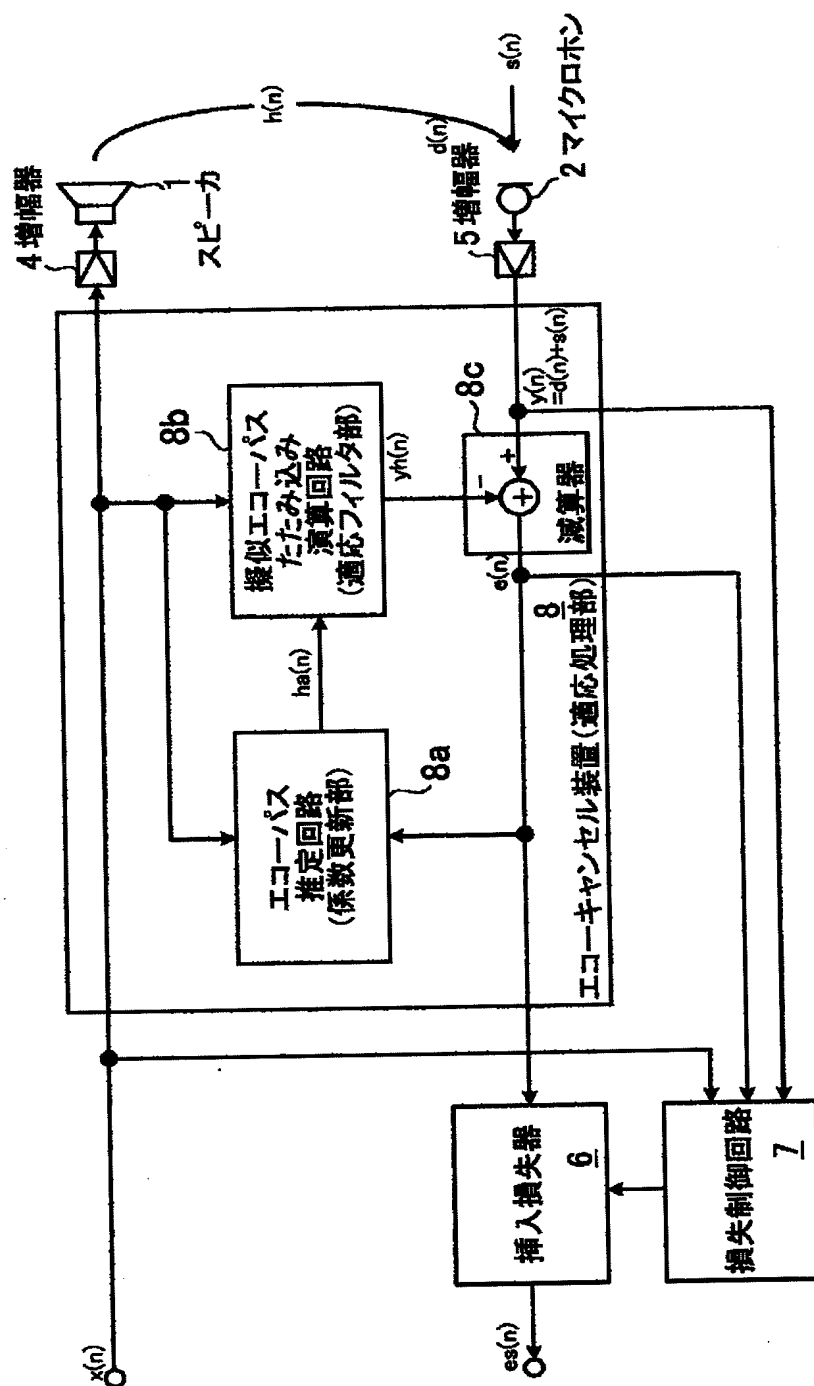 x(n)
4 増幅器
1
スピーカ
h(n)
d(n)
s(n)
2 マイクロホン
5 増幅器
y(n)
=d(n)+s(n)
8b
擬似エコーパス
たたみ込み
演算回路
(適応フィルタ部)
yh(n)
8c
+
-
+
減算器
e(n)
ha(n)
エコーパス
推定回路
(係数更新部)
8a
8
エコーキャンセル装置(適応処理部)
挿入損失器
6
es(n)
損失制御回路
7